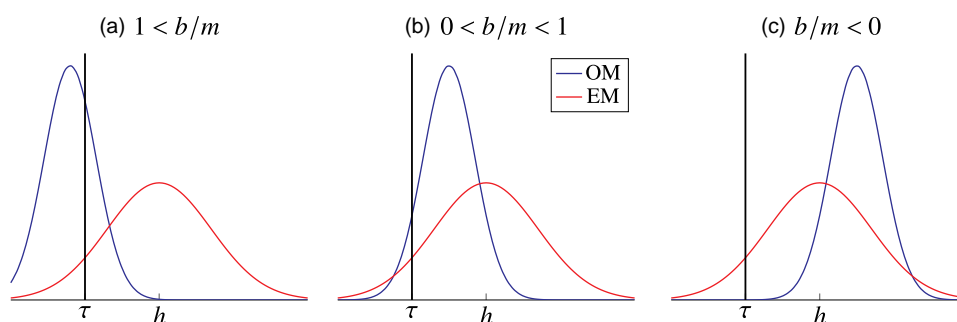 (a) 1 < b/m
(b) 0 < b/m < 1
(c) b/m < 0
OM
EM
τ h
τ h
τ h